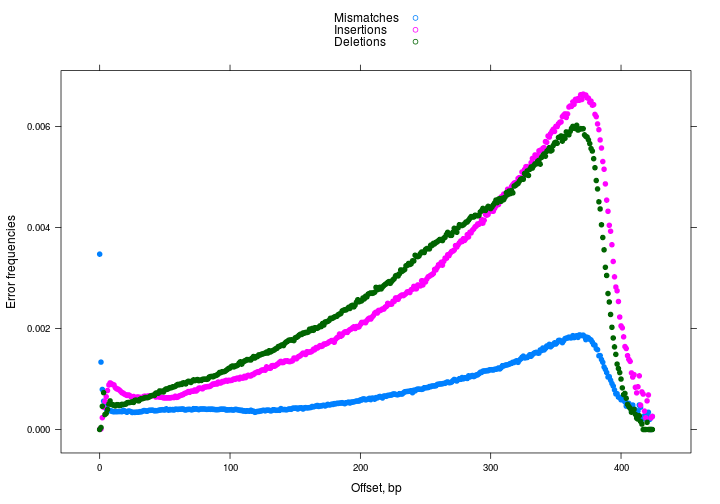 Mismatches
Insertions
Deletions
0.006
0.004
0.002
0.000
Error frequencies
0 100 200 300 400
Offset, bp